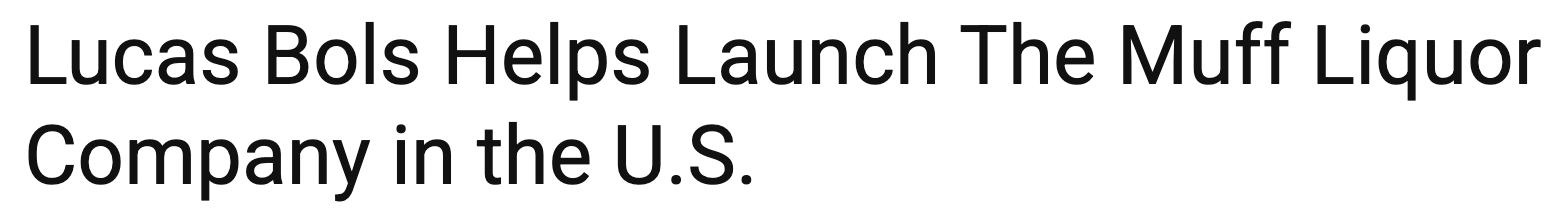 Lucas Bols Helps Launch The Muff Liquor
Company in the U.S.